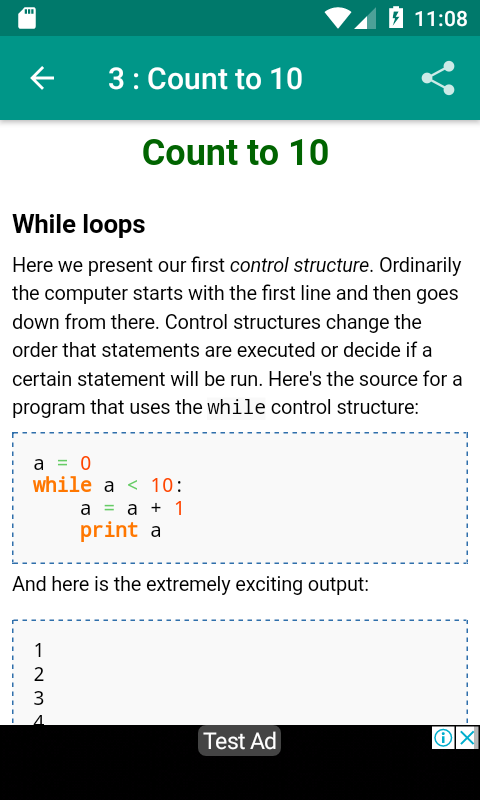 11:08
3 : Count to 10
Count to 10
While loops
Here we present our first control structure. Ordinarily
the computer starts with the first line and then goes
down from there. Control structures change the
order that statements are executed or decide if a
certain statement will be run. Here's the source for a
program that uses the while control structure:
a = 0
while a < 10:
    a = a + 1
    print a
And here is the extremely exciting output:
1
2
3
4
Test Ad